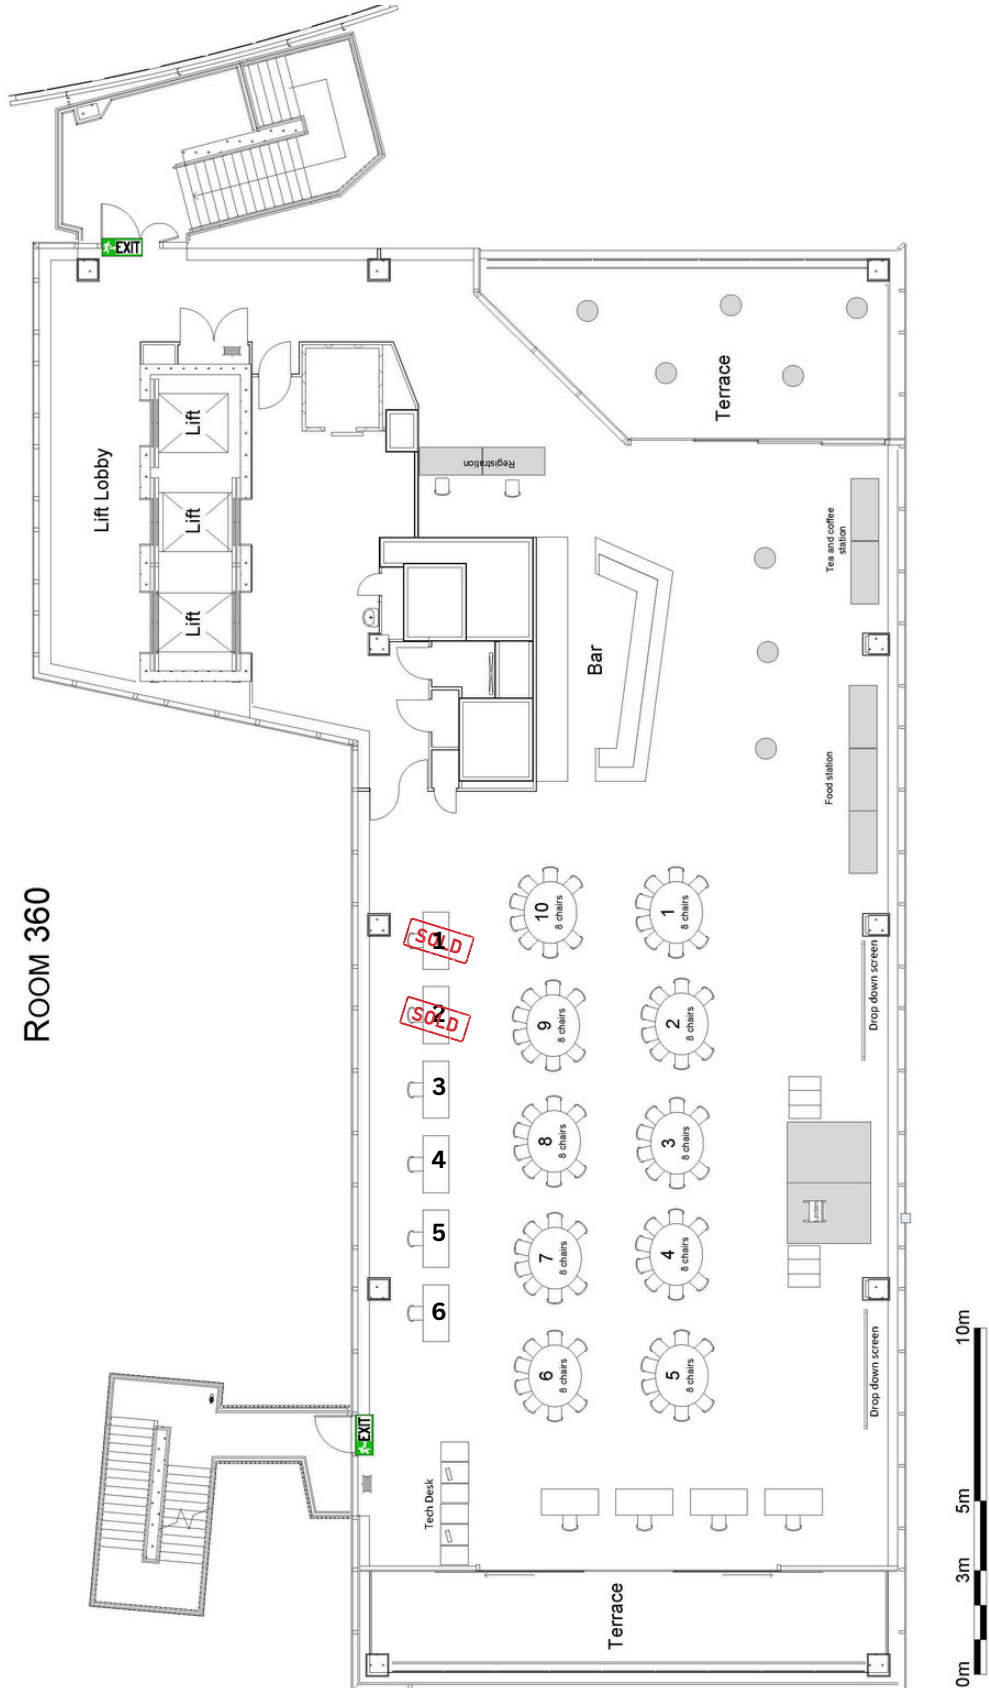 EXIT
Lift Lobby
Lift
Lift
Lift
Terrace
Registration
Tea and coffee
station
Bar
Food station
ROOM 360
SOLD
1
SOLD
2
3
4
5
6
10
8 chairs
1
8 chairs
9
8 chairs
2
8 chairs
8
8 chairs
3
8 chairs
7
8 chairs
4
8 chairs
6
8 chairs
5
8 chairs
Drop down screen
Lectern
Drop down screen
EXIT
Tech Desk
Terrace
10m
5m
3m
0m